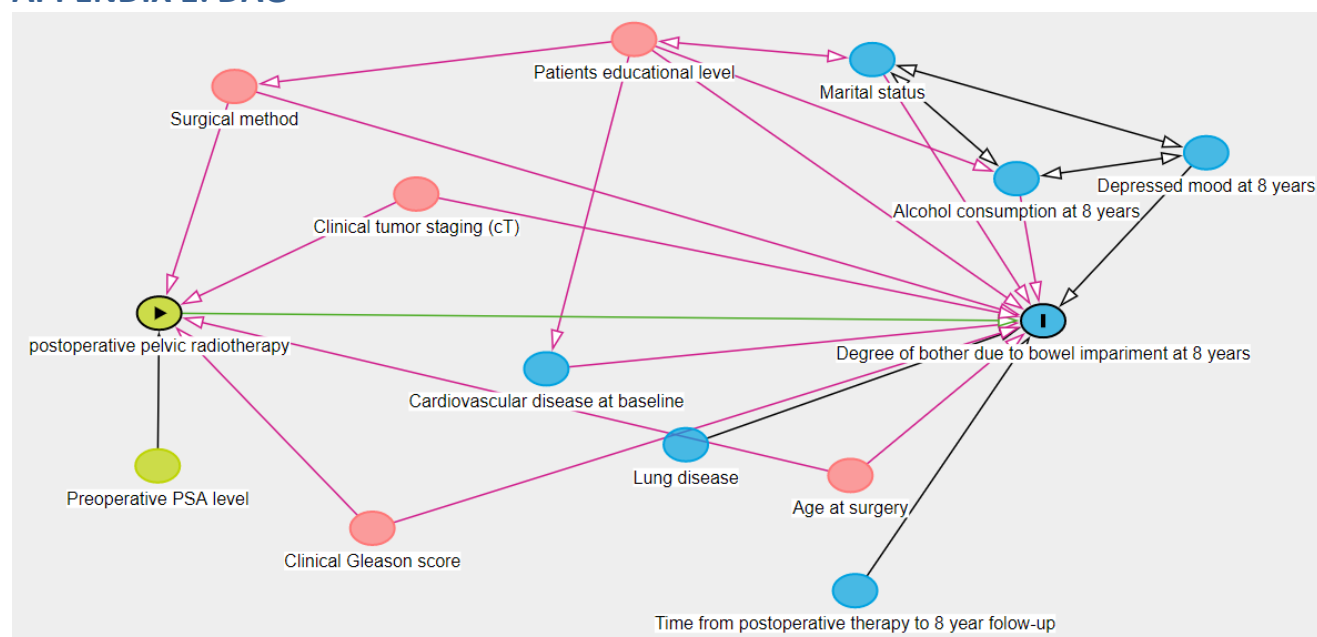 Patients educational level
Marital status
Surgical method
Depressed mood at 8 years
Alcohol consumption at 8 years
Clinical tumor staging (cT)
postoperative pelvic radiotherapy
Degree of bother due to bowel impariment at 8 years
Cardiovascular disease at baseline
Lung disease
Preoperative PSA level
Age at surgery
Clinical Gleason score
Time from postoperative therapy to 8 year folow-up